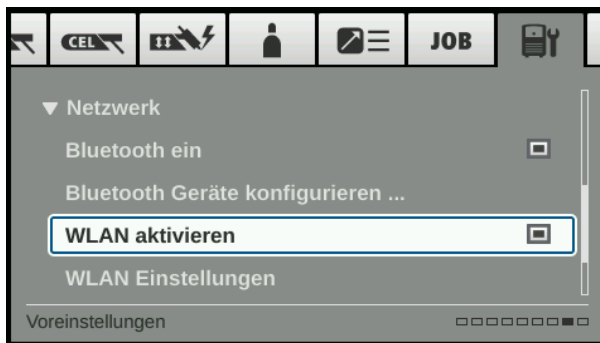 CEL
JOB
Netzwerk
Bluetooth ein
Bluetooth Geräte konfigurieren ...
WLAN aktivieren
WLAN Einstellungen
Voreinstellungen